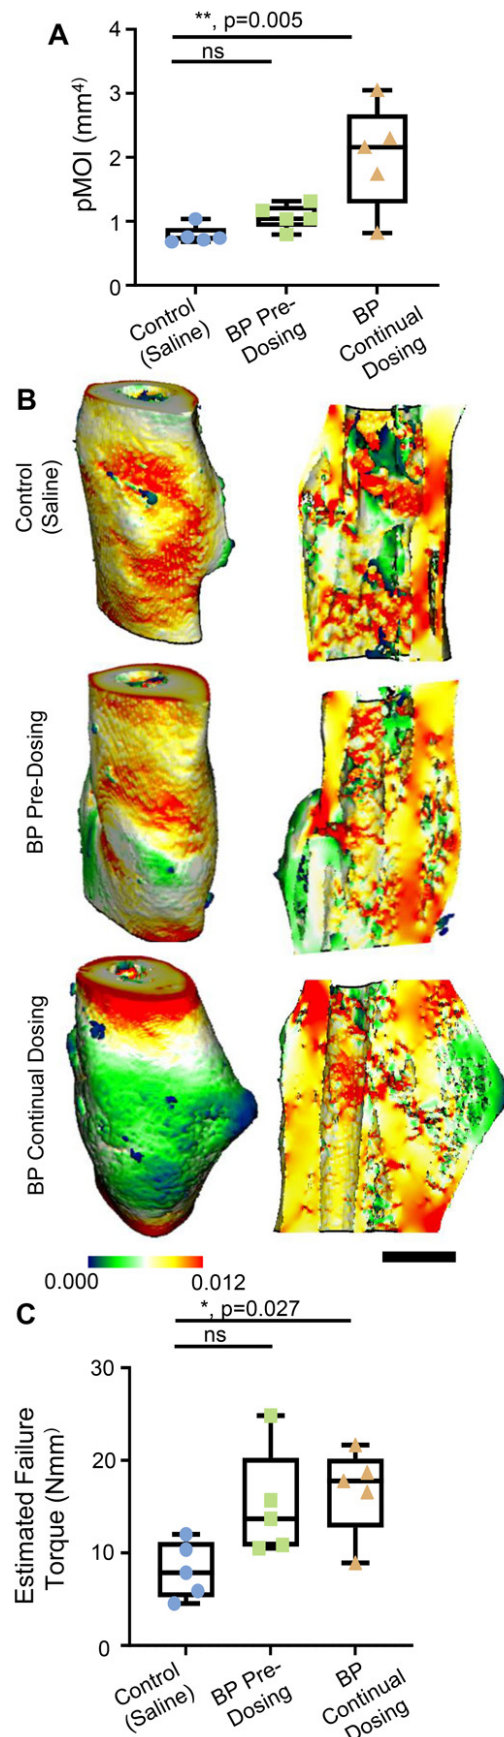 A
**, p=0.005
ns
pMOI (mm⁴)
4
3
2
1
0
Control
(Saline)
BP Pre-
Dosing
BP
Continual
Dosing
B
Control
(Saline)
BP Pre-Dosing
BP Continual Dosing
0.000
0.012
C
*, p=0.027
ns
Estimated Failure
Torque (Nmm)
30
20
10
0
Control
(Saline)
BP Pre-
Dosing
BP
Continual
Dosing